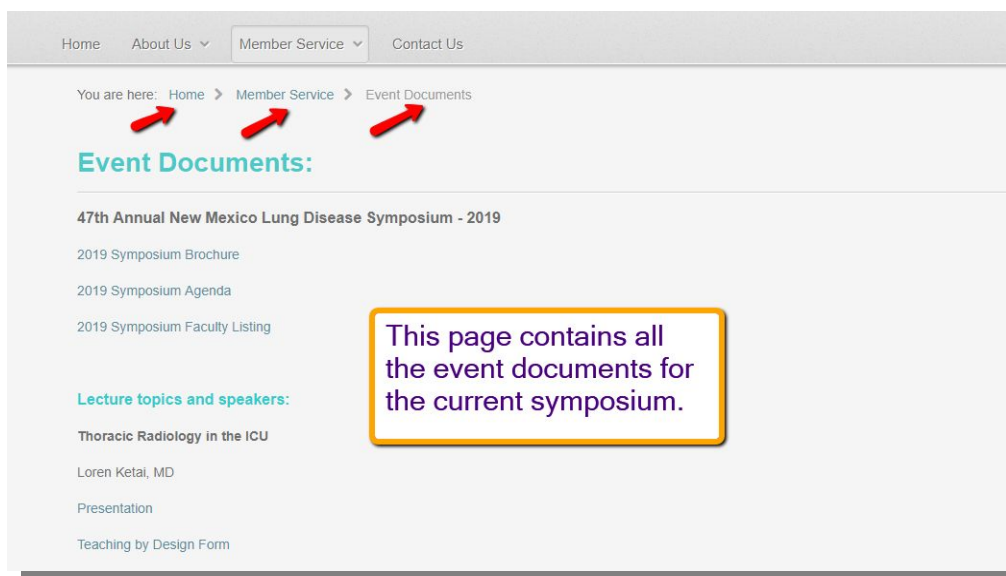 Home About Us Member Service Contact Us
You are here: Home > Member Service > Event Documents
Event Documents:
47th Annual New Mexico Lung Disease Symposium - 2019
2019 Symposium Brochure
2019 Symposium Agenda
2019 Symposium Faculty Listing
This page contains all
the event documents for
the current symposium.
Lecture topics and speakers:
Thoracic Radiology in the ICU
Loren Ketai, MD
Presentation
Teaching by Design Form